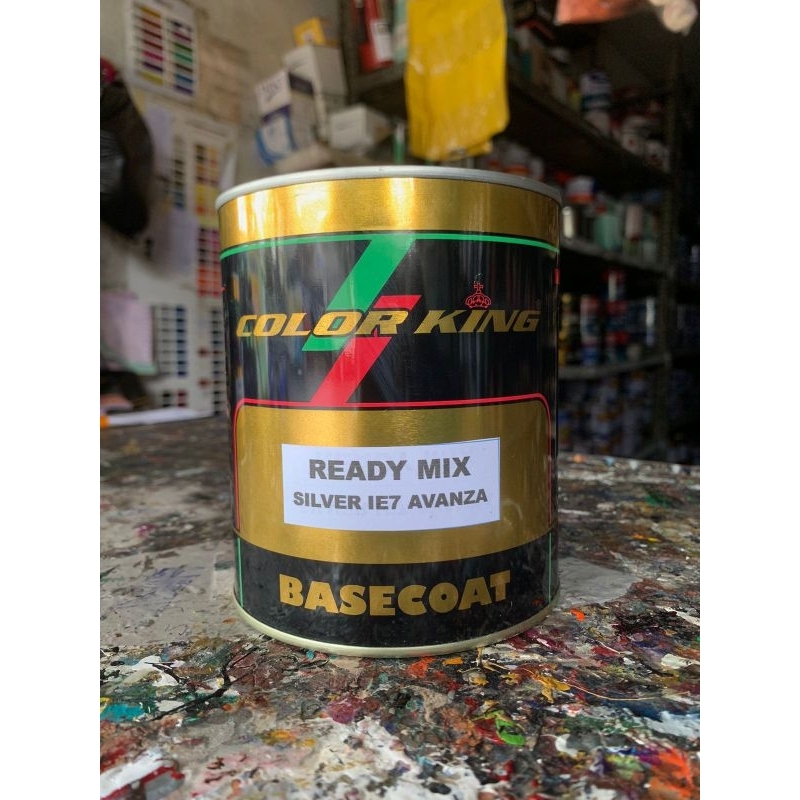 COLOR KING
READY MIX
SILVER IE7 AVANZA
BASECOAT